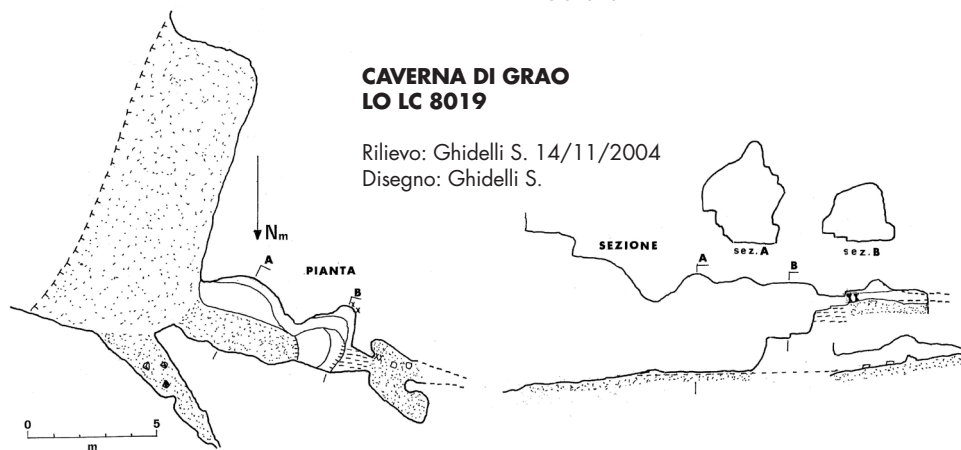 CAVERNA DI GRAO
LO LC 8019
Rilievo: Ghidelli S. 14/11/2004
Disegno: Ghidelli S.
Nm
A
PIANTA
B
SEZIONE
A
B
sez.A
sez.B
0 5
m